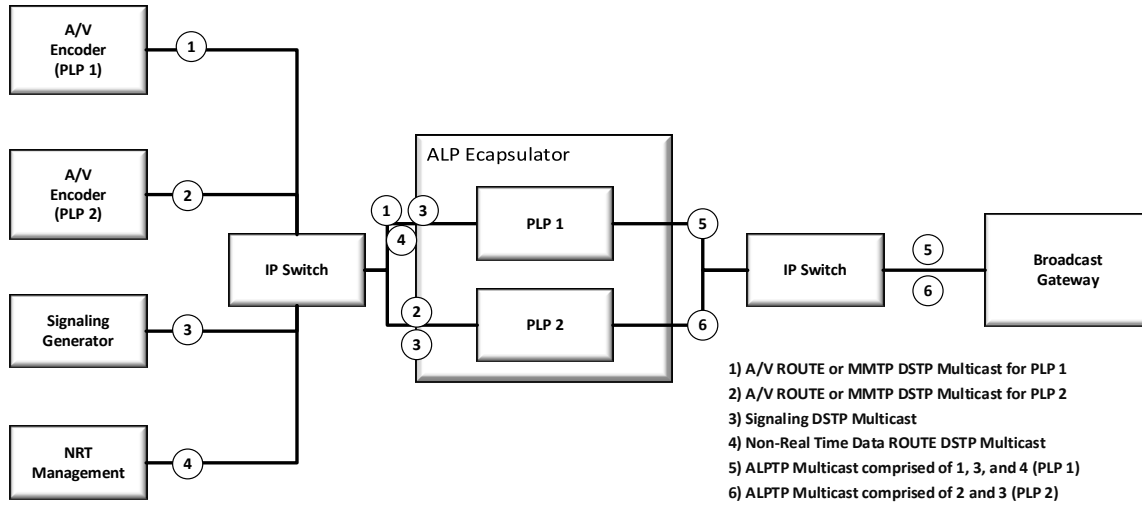 A/V
Encoder
(PLP 1)
1
A/V
Encoder
(PLP 2)
2
Signaling
Generator
3
NRT
Management
4
IP Switch
ALP Ecapsulator
1
3
4
PLP 1
2
3
PLP 2
5
6
IP Switch
5
6
Broadcast
Gateway
1) A/V ROUTE or MMTP DSTP Multicast for PLP 1
2) A/V ROUTE or MMTP DSTP Multicast for PLP 2
3) Signaling DSTP Multicast
4) Non-Real Time Data ROUTE DSTP Multicast
5) ALPTP Multicast comprised of 1, 3, and 4 (PLP 1)
6) ALPTP Multicast comprised of 2 and 3 (PLP 2)